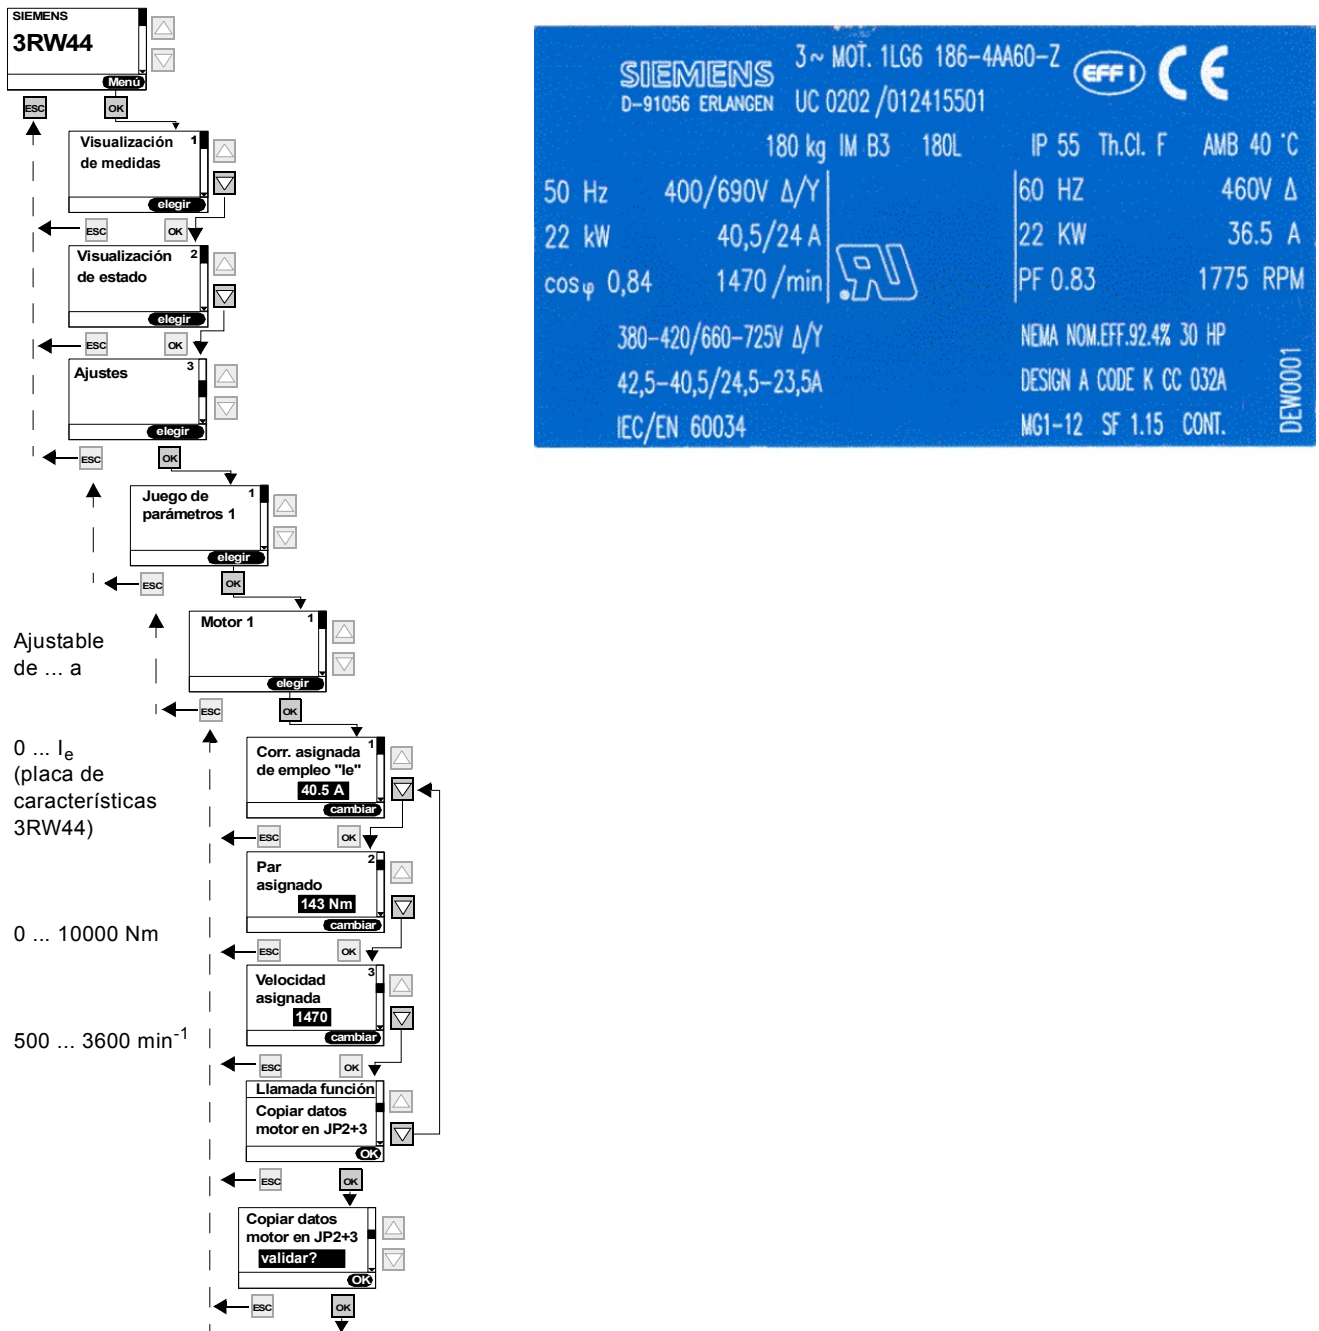 SIEMENS
3RW44
Menú
ESC
OK
Visualización 1
de medidas
elegir
ESC
OK
Visualización 2
de estado
elegir
ESC
OK
Ajustes 3
elegir
ESC
OK
Juego de 1
parámetros 1
elegir
ESC
OK
Motor 1 1
elegir
Ajustable
de ... a
ESC
OK
Corr. asignada 1
de empleo "Ie"
40.5 A
cambiar
0 ... Ie
(placa de
características
3RW44)
ESC
OK
Par 2
asignado
143 Nm
cambiar
0 ... 10000 Nm
ESC
OK
Velocidad 3
asignada
1470
cambiar
500 ... 3600 min-1
ESC
OK
Llamada función
Copiar datos
motor en JP2+3
OK
ESC
OK
Copiar datos
motor en JP2+3
validar?
OK
ESC
OK
SIEMENS
D-91056 ERLANGEN
3~ MOT. 1LG6 186-4AA60-Z
UC 0202/012415501
EFF I
CE
180 kg IM B3 180L IP 55 Th.Cl. F AMB 40 °C
50 Hz 400/690V Δ/Y
22 kW 40,5/24 A
cosφ 0,84 1470/min
380-420/660-725V Δ/Y
42,5-40,5/24,5-23,5A
IEC/EN 60034
60 HZ 460V Δ
22 KW 36.5 A
PF 0.83 1775 RPM
NEMA NOM.EFF.92.4% 30 HP
DESIGN A CODE K CC 032A
MG1-12 SF 1.15 CONT.
DEW0001